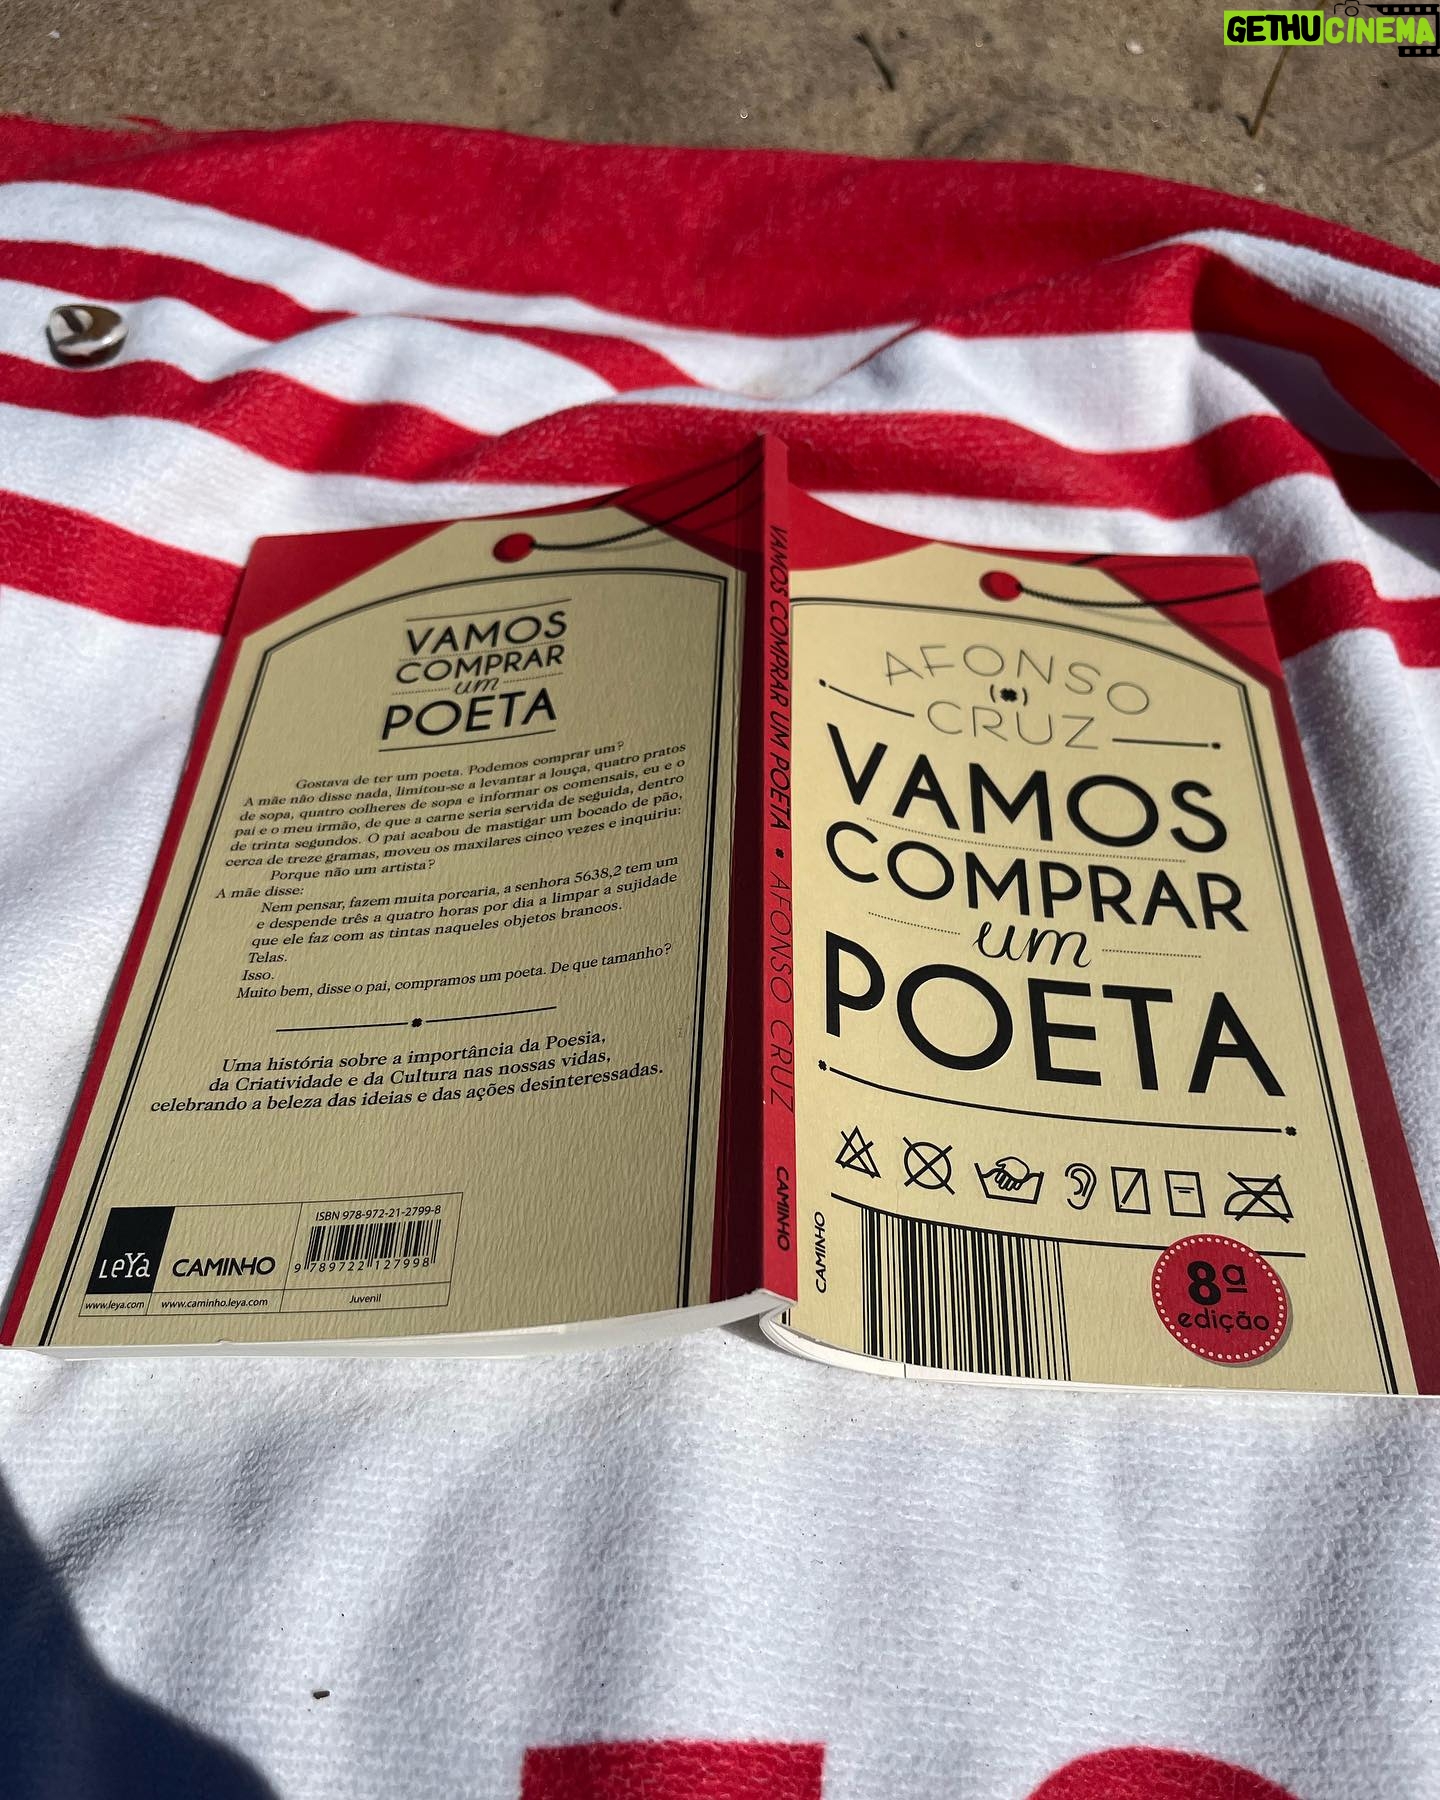 GETHUCINEMA
VAMOS
COMPRAR
um
POETA
Gostava de ter um poeta. Podemos comprar um?
A mãe não disse nada, limitou-se a levantar a louça, quatro pratos
de sopa, quatro colheres de sopa e informar os comensais, eu e o
pai e o meu irmão, de que a carne seria servida de seguida, dentro
de trinta segundos. O pai acabou de mastigar um bocado de pão,
cerca de treze gramas, moveu os maxilares cinco vezes e inquiriu:
Porque não um artista?
A mãe disse:
Nem pensar, fazem muita porcaria, a senhora 5638,2 tem um
e despende três a quatro horas por dia a limpar a sujidade
que ele faz com as tintas naqueles objetos brancos.
Telas.
Isso.
Muito bem, disse o pai, compramos um poeta. De que tamanho?
Uma história sobre a importância da Poesia,
da Criatividade e da Cultura nas nossas vidas,
celebrando a beleza das ideias e das ações desinteressadas.
LeYa
CAMINHO
ISBN 978-972-21-2799-8
9 789722 127998
www.leya.com
www.caminho.leya.com
Juvenil
VAMOS COMPRAR UM POETA • AFONSO CRUZ
CAMINHO
AFONSO
CRUZ
VAMOS
COMPRAR
um
POETA
CAMINHO
8ª
edição